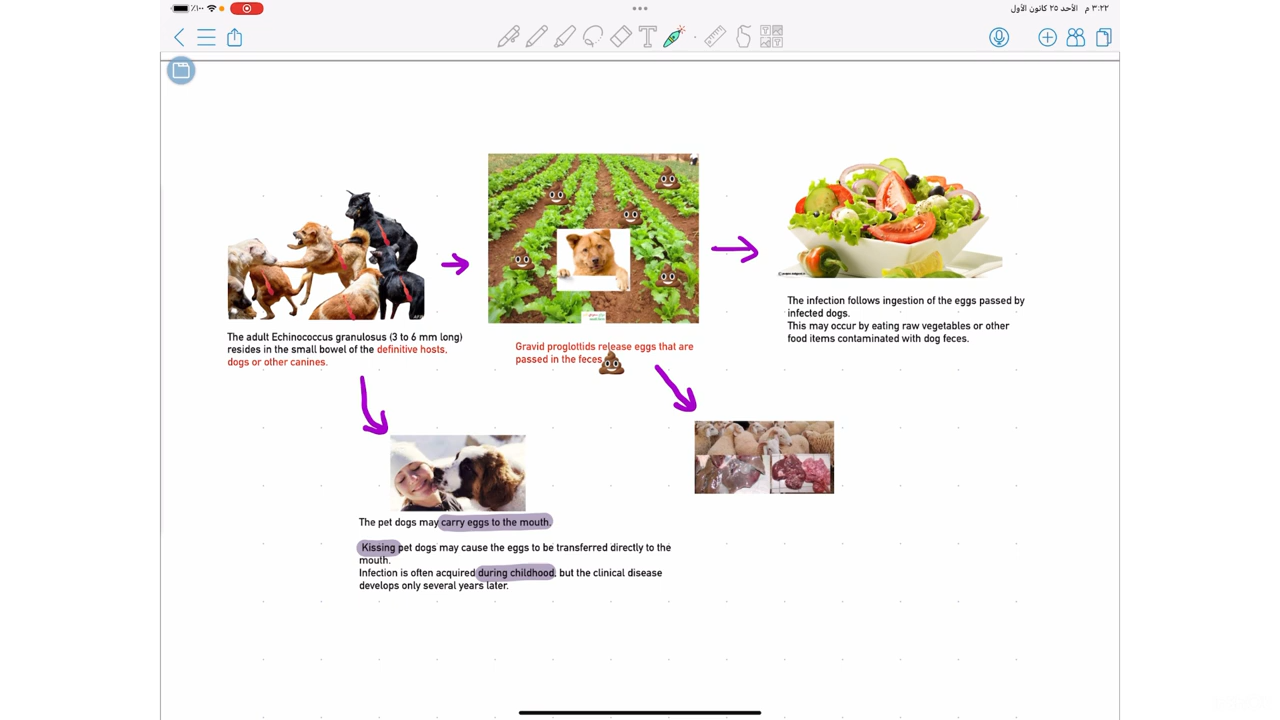 ٪١٠٠
٣:٢٢ م الأحد ٢٥ كانون الأول
The adult Echinococcus granulosus (3 to 6 mm long)
resides in the small bowel of the definitive hosts,
dogs or other canines.
Gravid proglottids release eggs that are
passed in the feces
The infection follows ingestion of the eggs passed by
infected dogs.
This may occur by eating raw vegetables or other
food items contaminated with dog feces.
The pet dogs may carry eggs to the mouth.
Kissing pet dogs may cause the eggs to be transferred directly to the
mouth.
Infection is often acquired during childhood, but the clinical disease
develops only several years later.